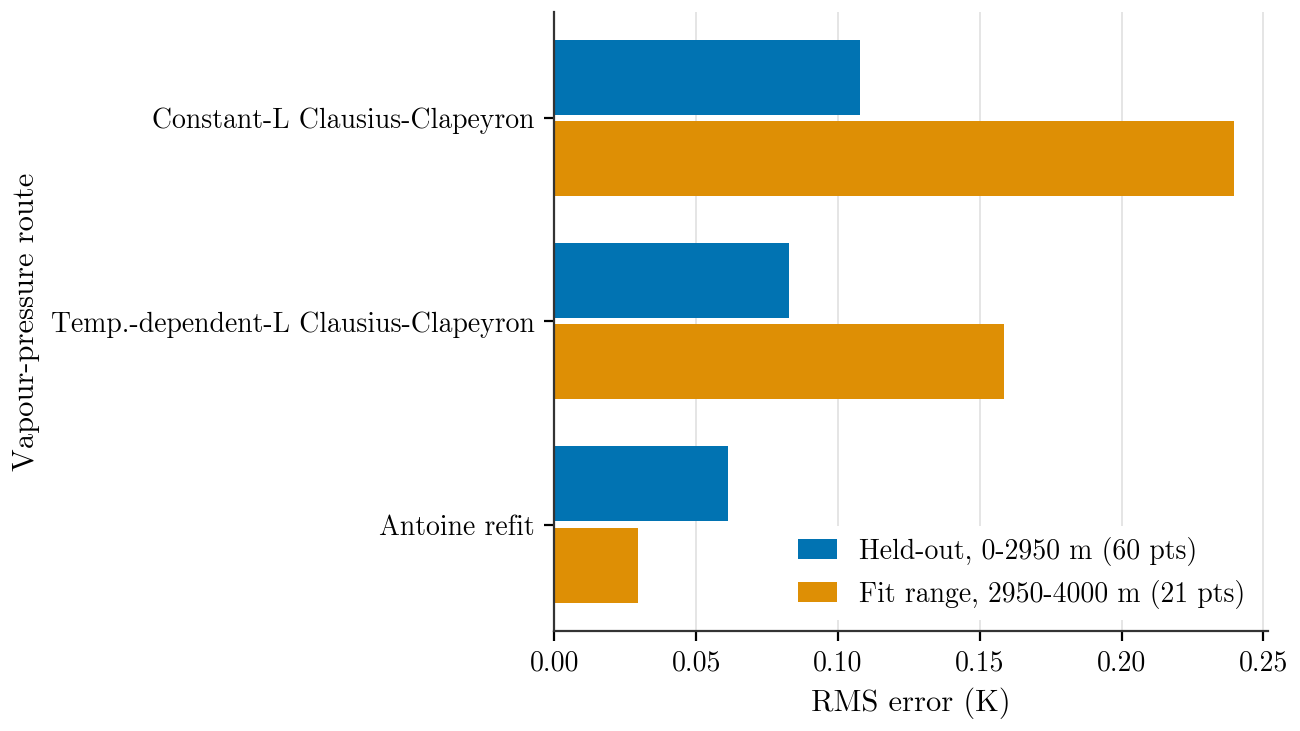 Vapour-pressure route
Constant-L Clausius-Clapeyron
Temp.-dependent-L Clausius-Clapeyron
Antoine refit
Held-out, 0-2950 m (60 pts)
Fit range, 2950-4000 m (21 pts)
0.00 0.05 0.10 0.15 0.20 0.25
RMS error (K)